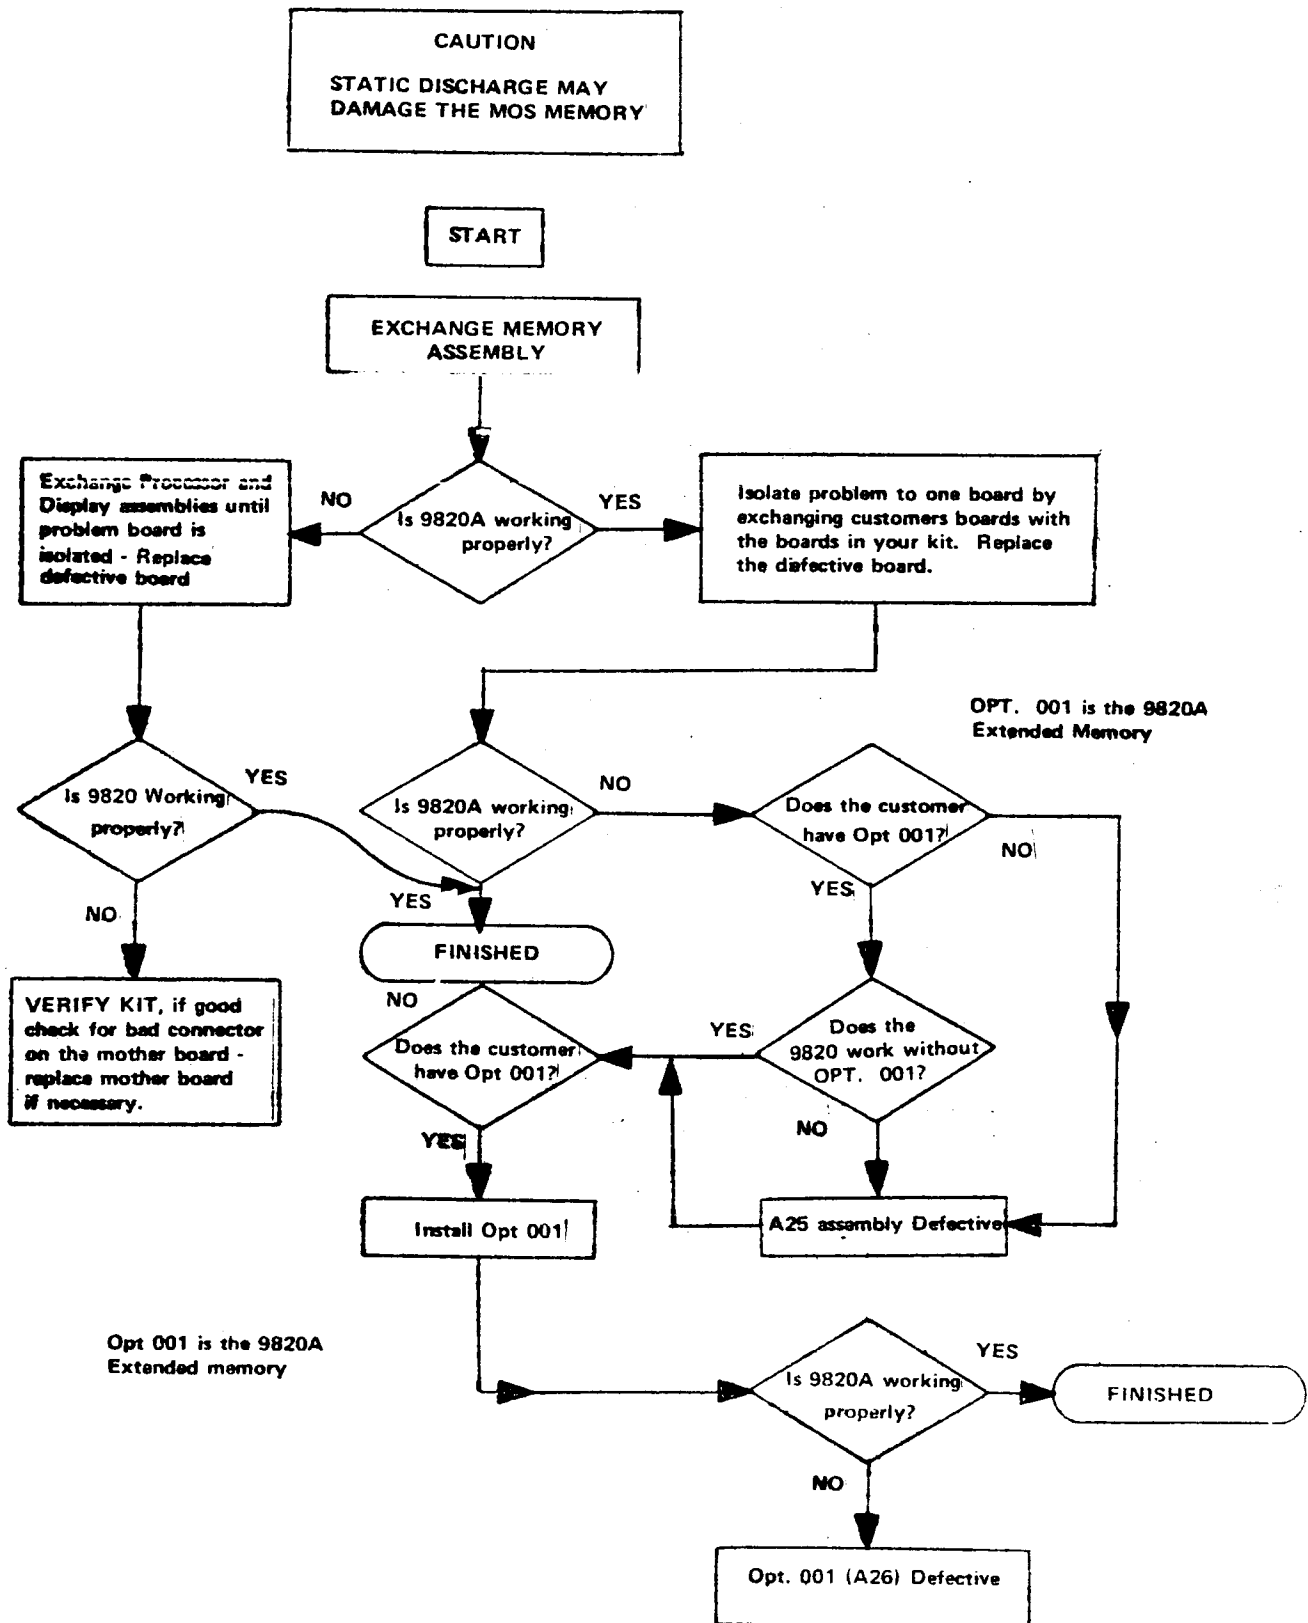 CAUTION
STATIC DISCHARGE MAY
DAMAGE THE MOS MEMORY
START
EXCHANGE MEMORY
ASSEMBLY
Exchange Processor and
Display assemblies until
problem board is
isolated - Replace
defective board
NO
Is 9820A working
properly?
YES
Isolate problem to one board by
exchanging customers boards with
the boards in your kit. Replace
the defective board.
OPT. 001 is the 9820A
Extended Memory
Is 9820 Working
properly?
YES
Is 9820A working
properly?
NO
Does the customer
have Opt 001?
NO
YES
YES
NO
FINISHED
VERIFY KIT, if good
check for bad connector
on the mother board -
replace mother board
if necessary.
NO
Does the customer
have Opt 001?
YES
Does the
9820 work without
OPT. 001?
NO
YES
Install Opt 001
A25 assembly Defective
Opt 001 is the 9820A
Extended memory
Is 9820A working
properly?
YES
FINISHED
NO
Opt. 001 (A26) Defective